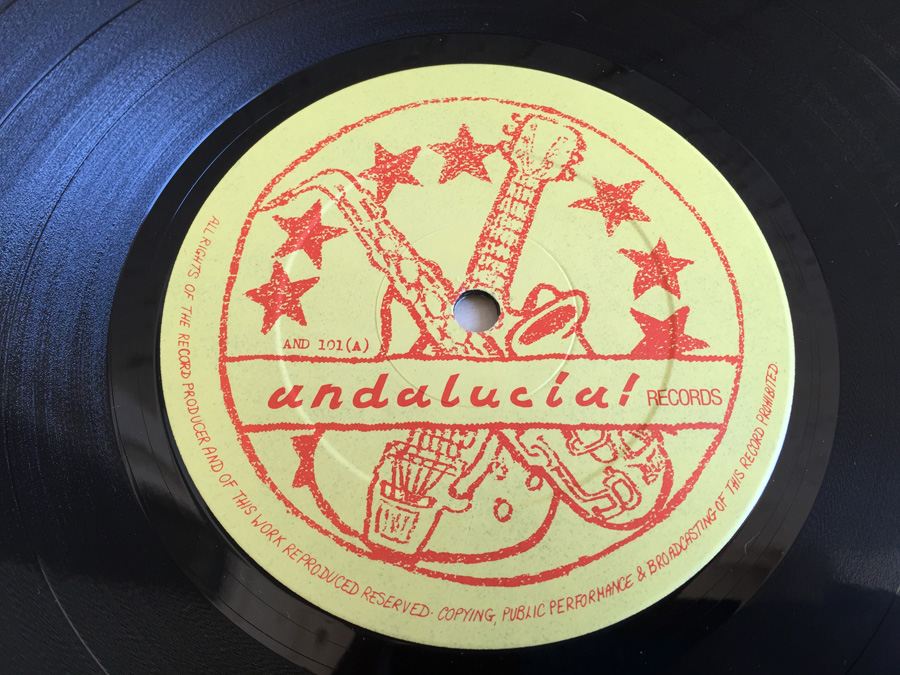 AND 101(A)
andalucía! RECORDS
ALL RIGHTS OF THE RECORD PRODUCER AND OF THIS WORK REPRODUCED RESERVED. COPYING, PUBLIC PERFORMANCE & BROADCASTING OF THIS RECORD PROHIBITED.